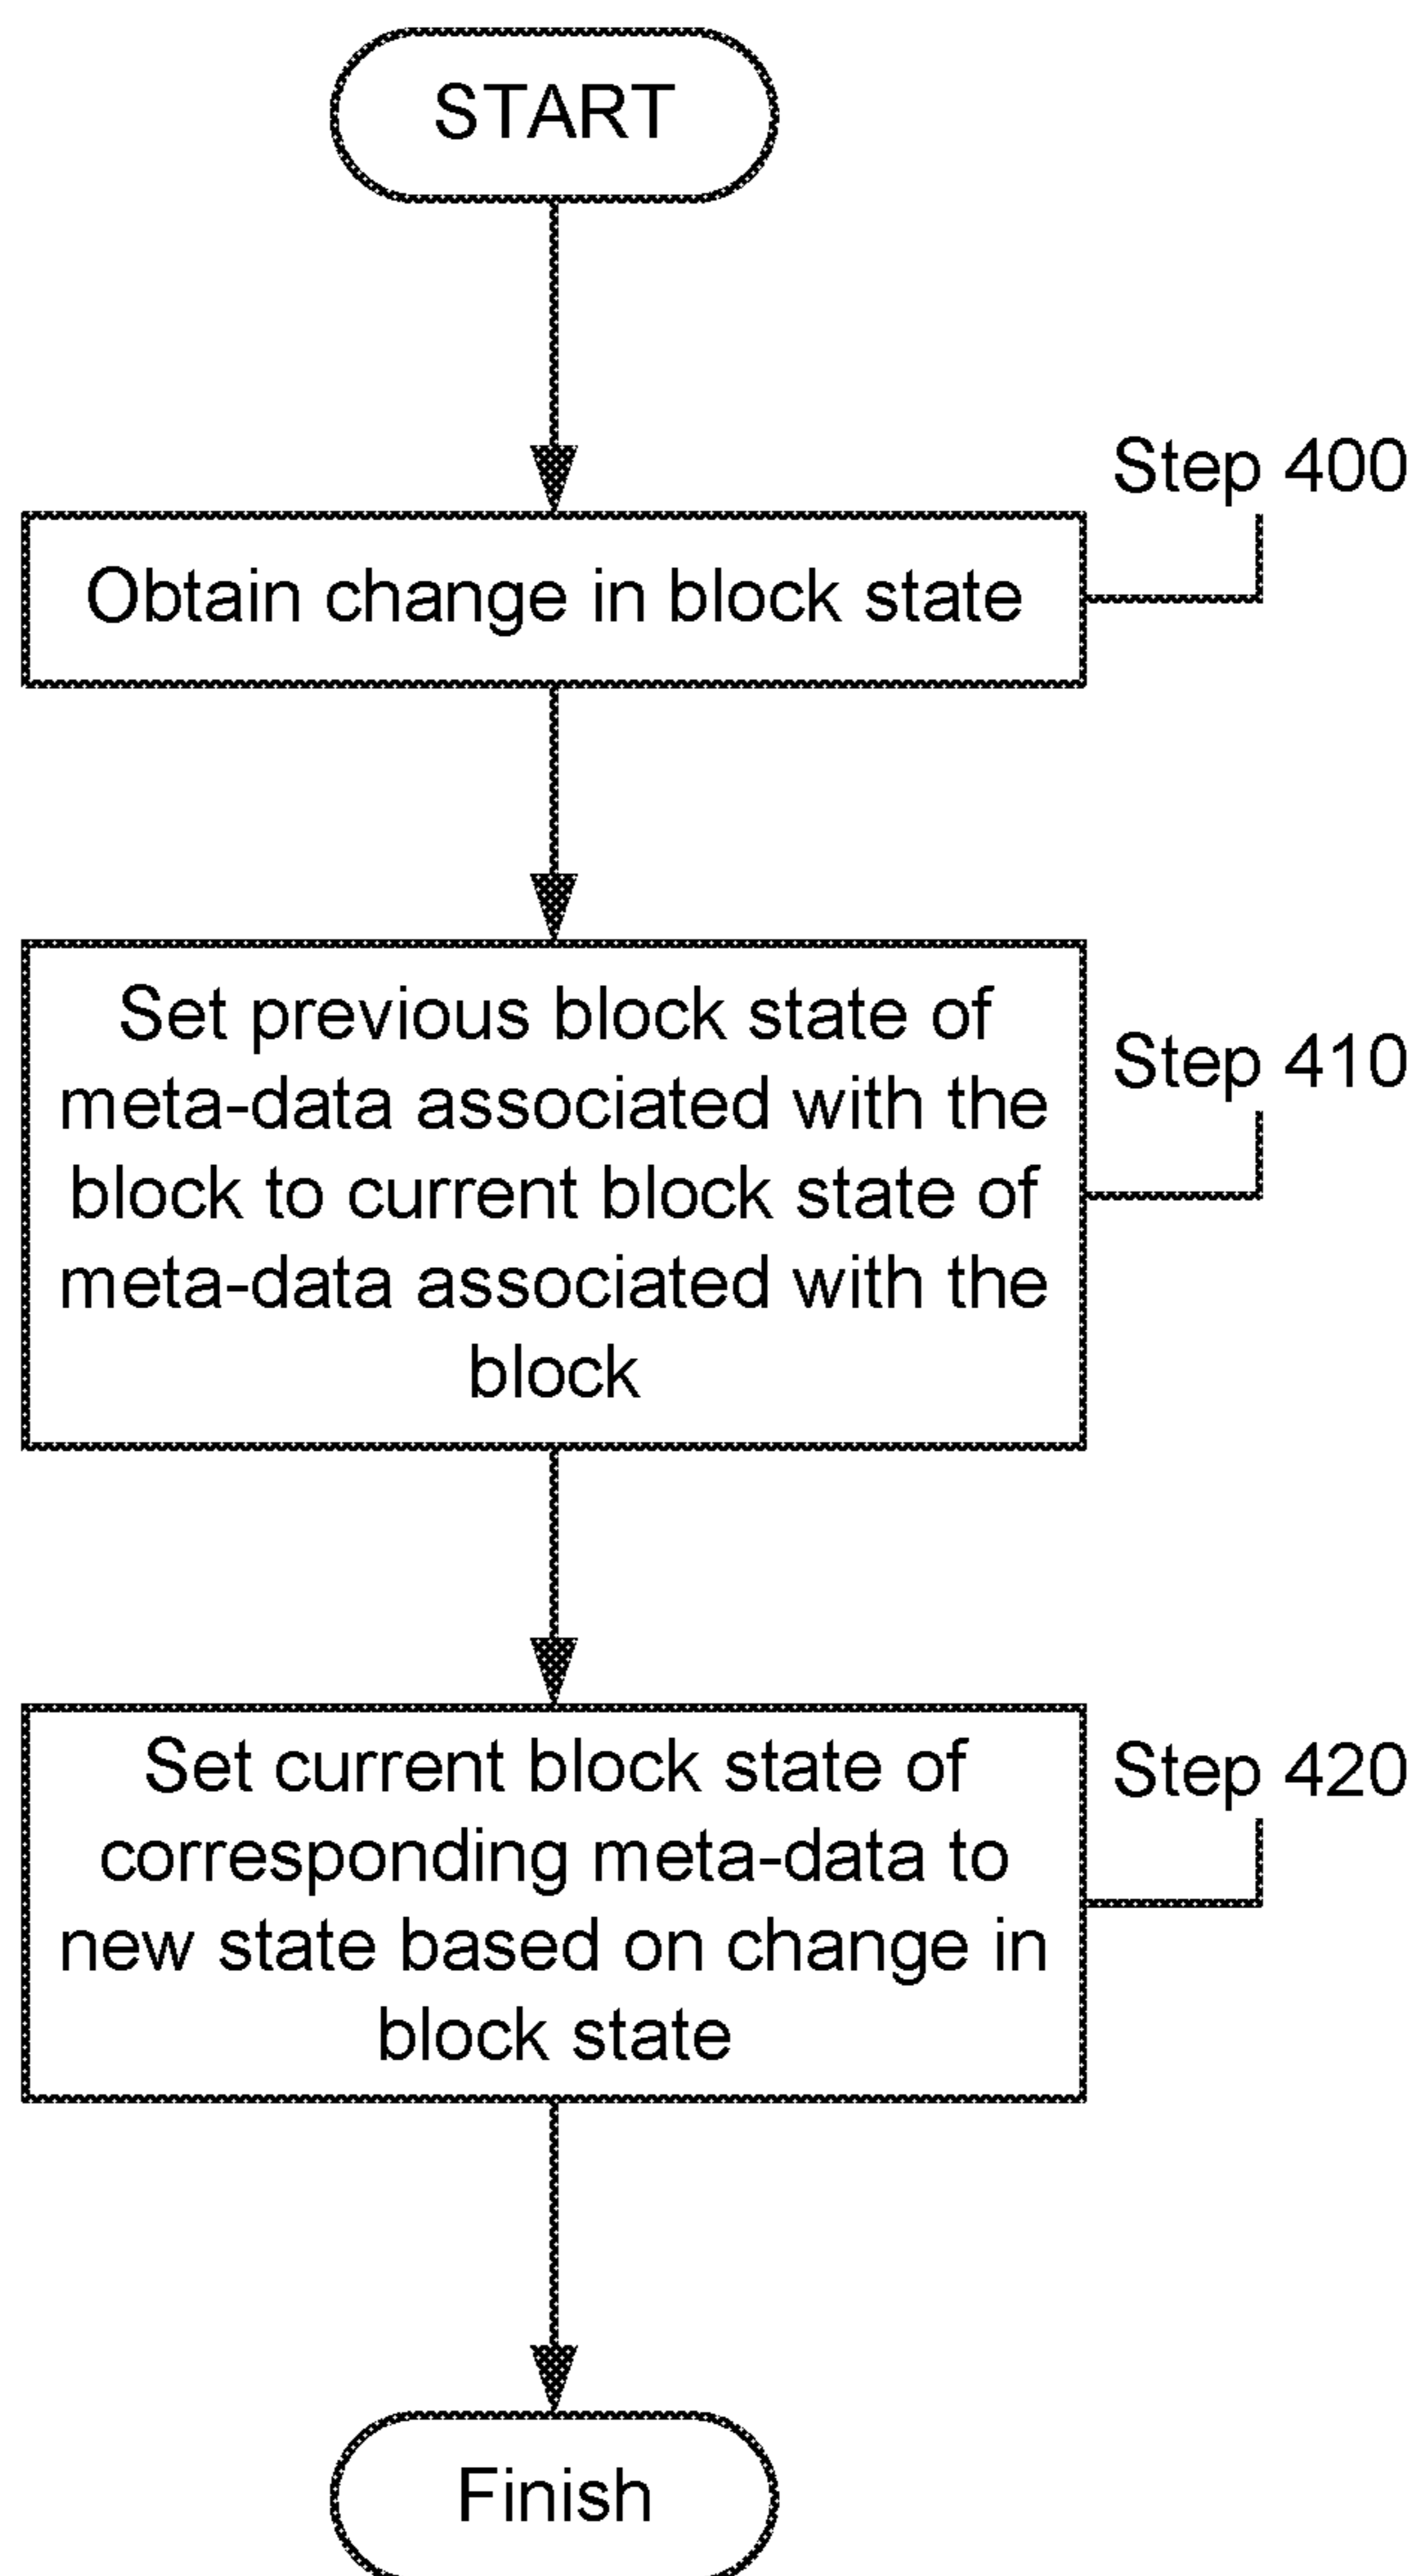 START
Step 400
Obtain change in block state
Set previous block state of
meta-data associated with the
block to current block state of
meta-data associated with the
block
Step 410
Set current block state of
corresponding meta-data to
new state based on change in
block state
Step 420
Finish